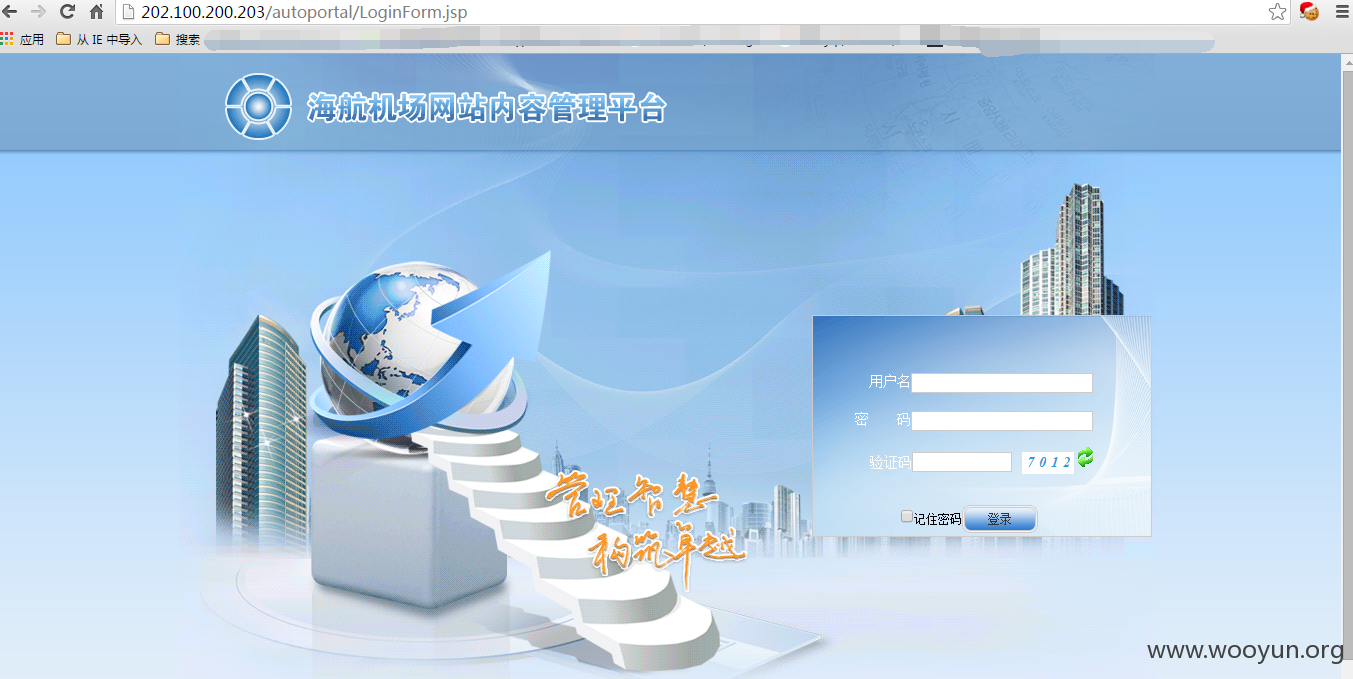 202.100.200.203/autoportal/LoginForm.jsp
应用 从 IE 中导入 搜索
海航机场网站内容管理平台
用户名
密 码
验证码 7012
记住密码 登录
管理智慧
构筑卓越
www.wooyun.org